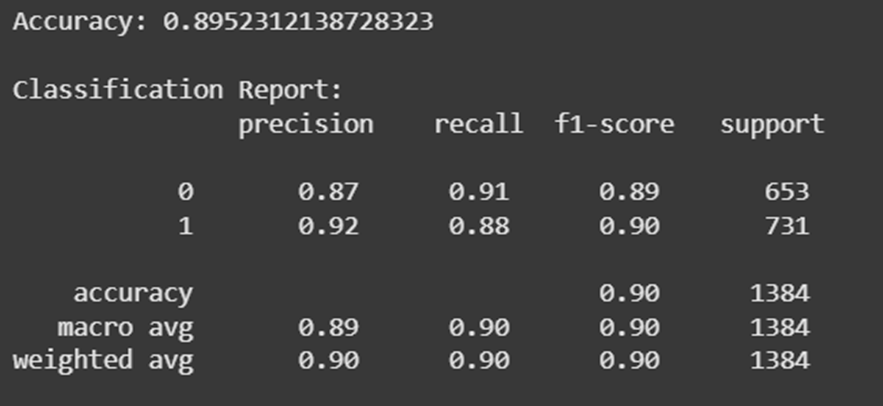 Accuracy: 0.8952312138728323
Classification Report:
precision recall f1-score support
0 0.87 0.91 0.89 653
1 0.92 0.88 0.90 731
accuracy 0.90 1384
macro avg 0.89 0.90 0.90 1384
weighted avg 0.90 0.90 0.90 1384